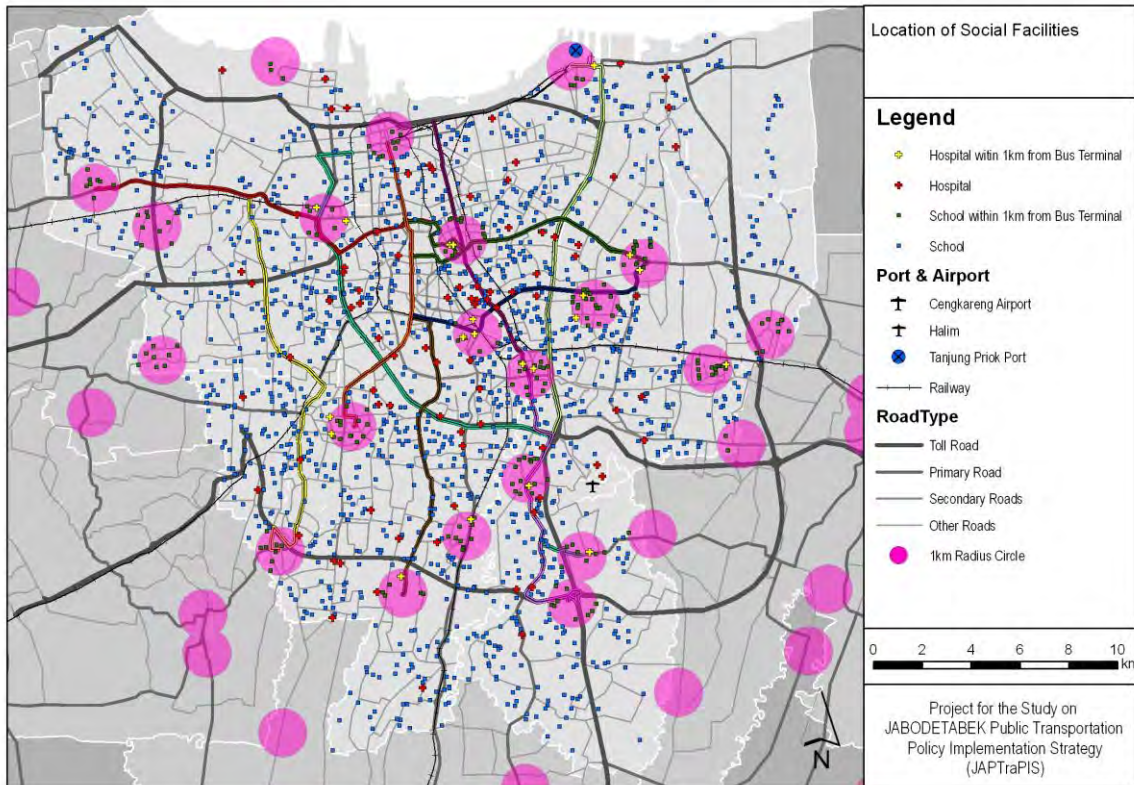 Location of Social Facilities
Legend
Hospital witin 1km from Bus Terminal
Hospital
School within 1km from Bus Terminal
School
Port & Airport
Cengkareng Airport
Halim
Tanjung Priok Port
Railway
RoadType
Toll Road
Primary Road
Secondary Roads
Other Roads
1km Radius Circle
0 2 4 6 8 10
km
Project for the Study on
JABODETABEK Public Transportation
Policy Implementation Strategy
(JAPTraPIS)
N